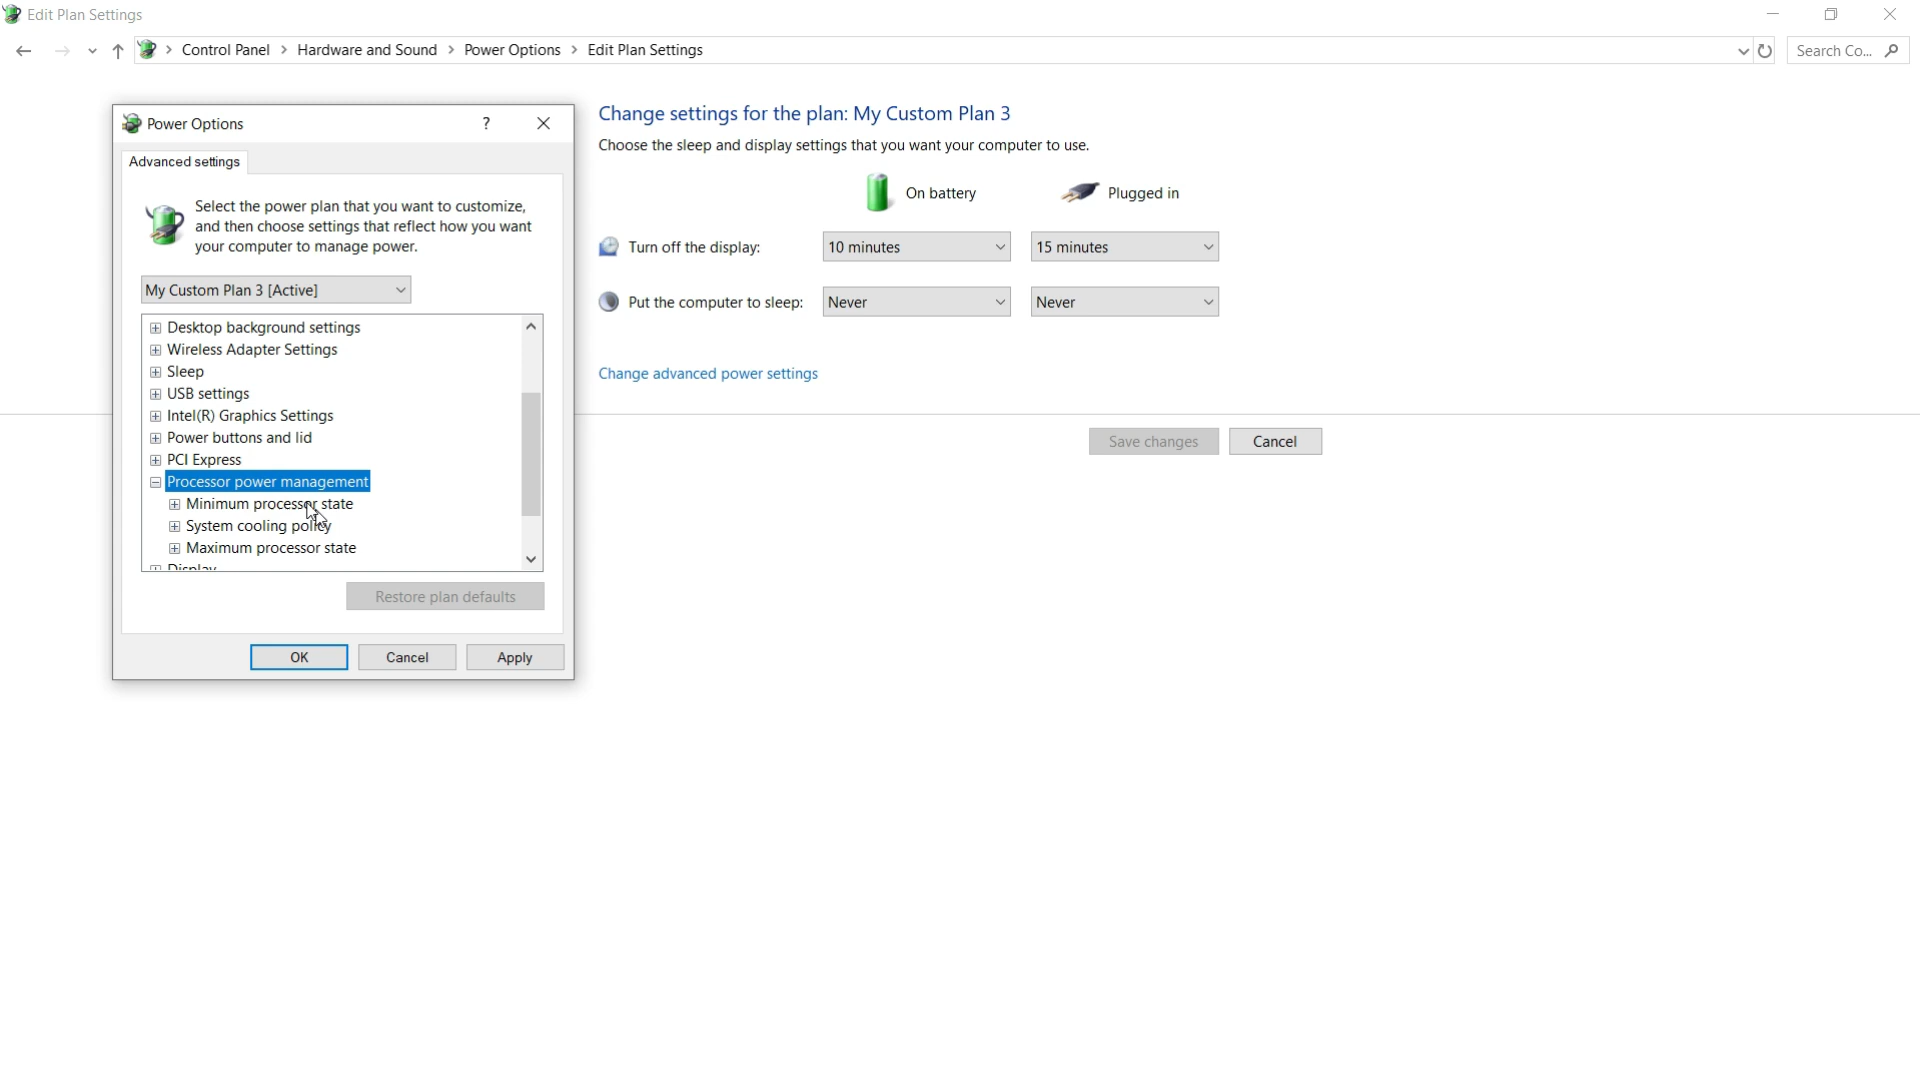 Edit Plan Settings
Control Panel > Hardware and Sound > Power Options > Edit Plan Settings
Search Co...
Power Options
Advanced settings
Select the power plan that you want to customize,
and then choose settings that reflect how you want
your computer to manage power.
My Custom Plan 3 [Active]
Desktop background settings
Wireless Adapter Settings
Sleep
USB settings
Intel(R) Graphics Settings
Power buttons and lid
PCI Express
Processor power management
Minimum processor state
System cooling policy
Maximum processor state
Display
Restore plan defaults
OK Cancel Apply
Change settings for the plan: My Custom Plan 3
Choose the sleep and display settings that you want your computer to use.
On battery Plugged in
Turn off the display: 10 minutes 15 minutes
Put the computer to sleep: Never Never
Change advanced power settings
Save changes Cancel